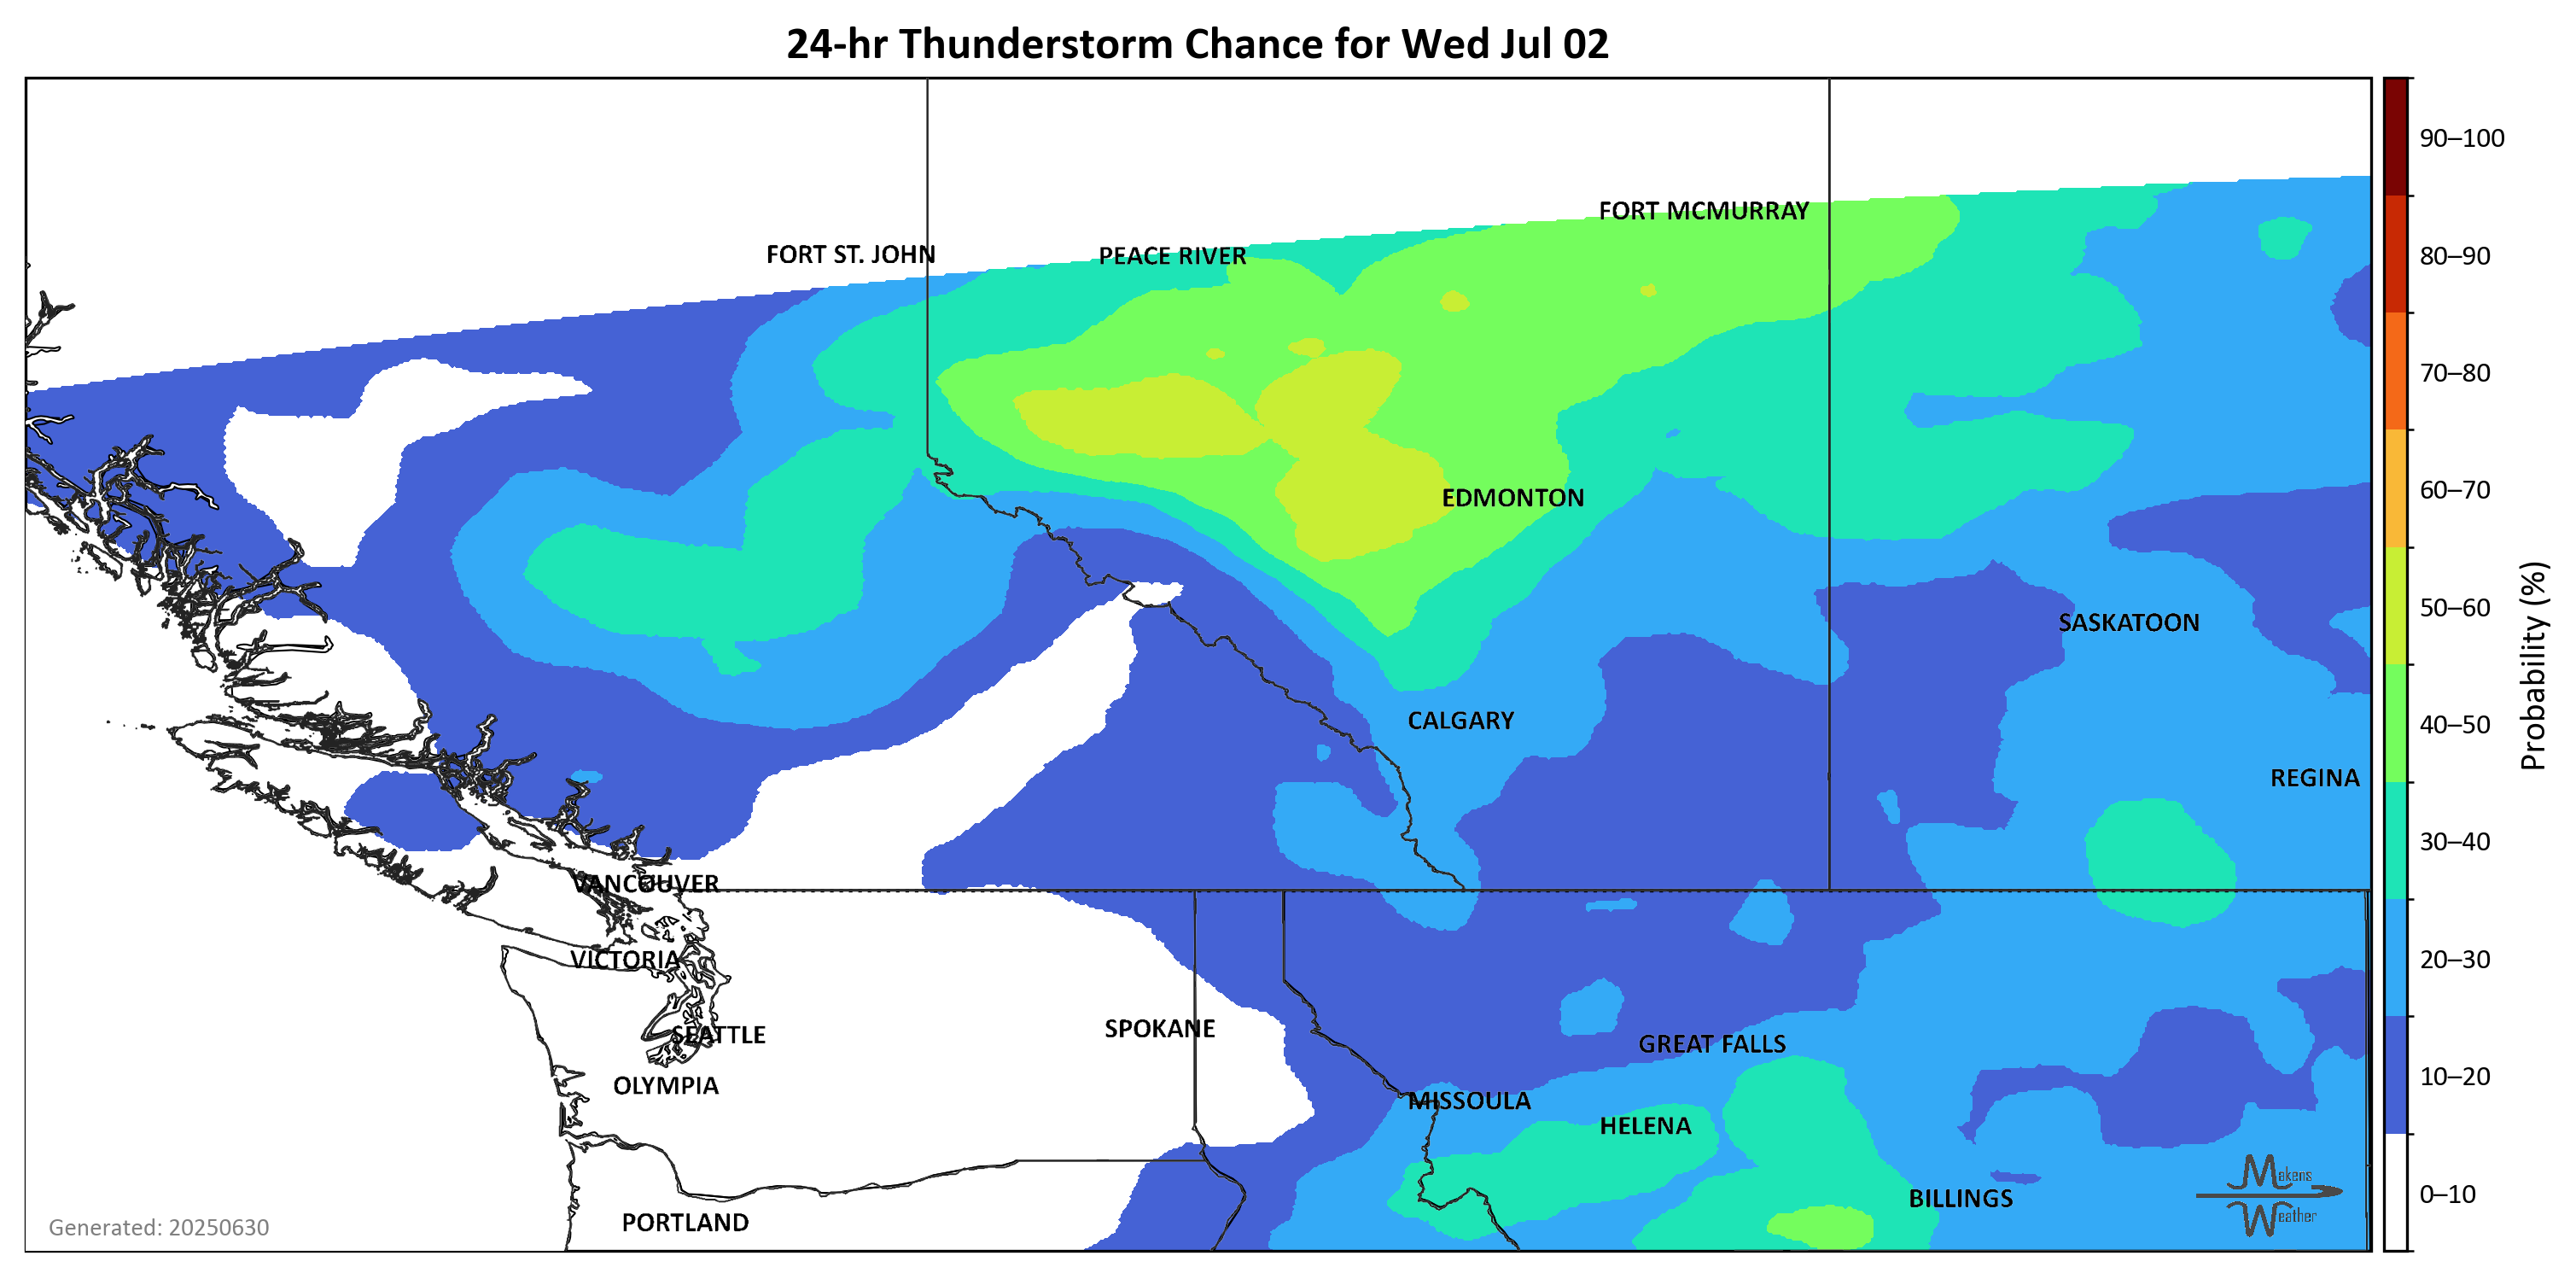 24-hr Thunderstorm Chance for Wed Jul 02
90–100
FORT MCMURRAY
FORT ST. JOHN
PEACE RIVER
80–90
70–80
60–70
EDMONTON
50–60
SASKATOON
Probability (%)
CALGARY
40–50
REGINA
30–40
VANCOUVER
VICTORIA
20–30
SPOKANE
SEATTLE
GREAT FALLS
OLYMPIA
10–20
MISSOULA
HELENA
Makens
Weather
0–10
BILLINGS
PORTLAND
Generated: 20250630